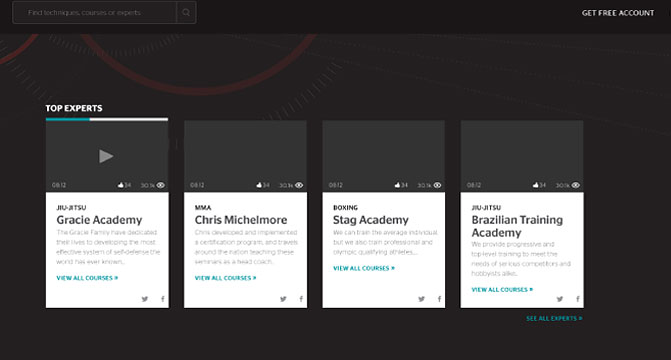 Find techniques, courses or experts
GET FREE ACCOUNT
TOP EXPERTS
08:12 34 30.1k
JIU-JITSU
Gracie Academy
The Gracie Family have dedicated
their lives to developing the most
effective system of self-defense the
world has ever known..
VIEW ALL COURSES »
08:12 34 30.1k
MMA
Chris Michelmore
Chris developed and implemented
a certification program, and travels
around the nation teaching these
seminars as a head coach..
VIEW ALL COURSES »
08:12 34 30.1k
BOXING
Stag Academy
We can train the average individual
but we also train professional and
olympic qualifying athletes....
VIEW ALL COURSES »
08:12 34 30.1k
JIU-JITSU
Brazilian Training
Academy
We provide progressive and
top-level training to meet the
needs of serious competitors and
hobbyists alike..
VIEW ALL COURSES »
SEE ALL EXPERTS »